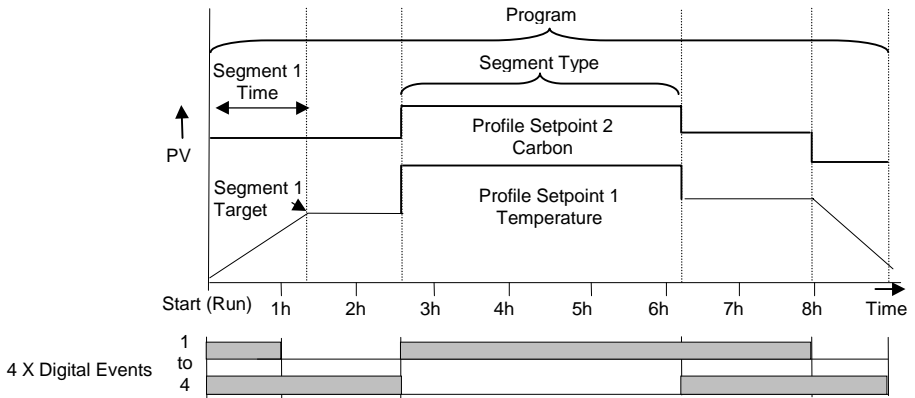 Program
Segment 1
Time
Segment Type
PV
Profile Setpoint 2
Carbon
Segment 1
Target
Profile Setpoint 1
Temperature
Start (Run) 1h 2h 3h 4h 5h 6h 7h 8h Time
4 X Digital Events
1
to
4